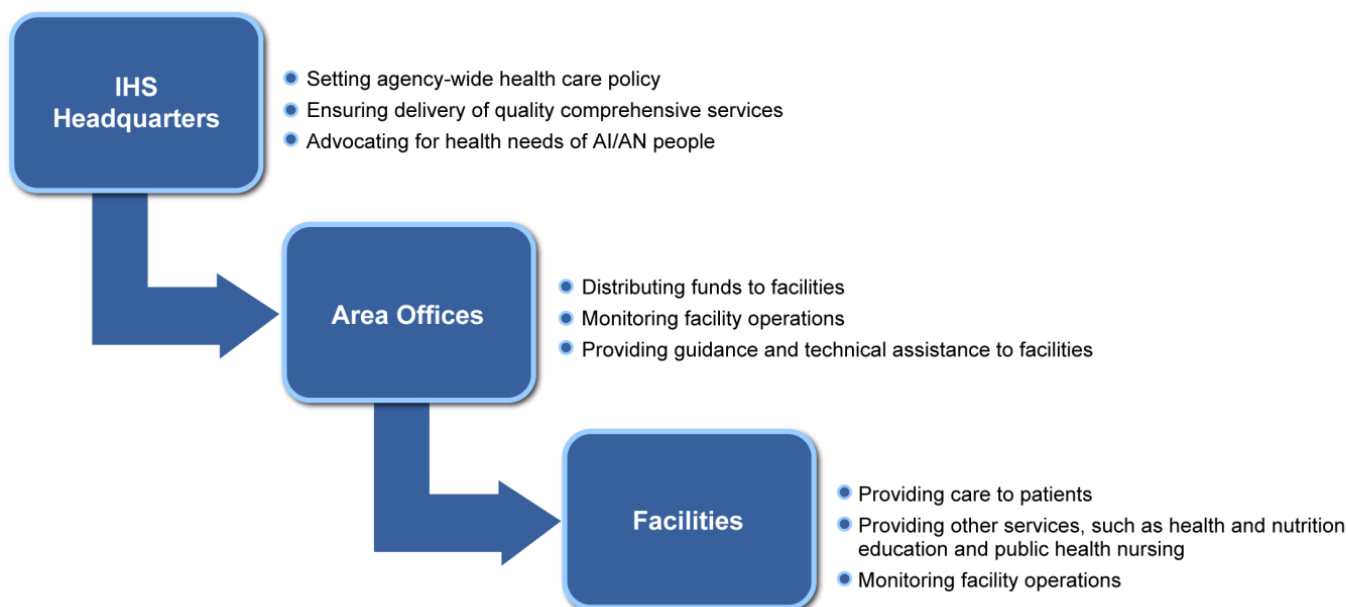 IHS
Headquarters
Setting agency-wide health care policy
Ensuring delivery of quality comprehensive services
Advocating for health needs of AI/AN people
Area Offices
Distributing funds to facilities
Monitoring facility operations
Providing guidance and technical assistance to facilities
Facilities
Providing care to patients
Providing other services, such as health and nutrition
education and public health nursing
Monitoring facility operations